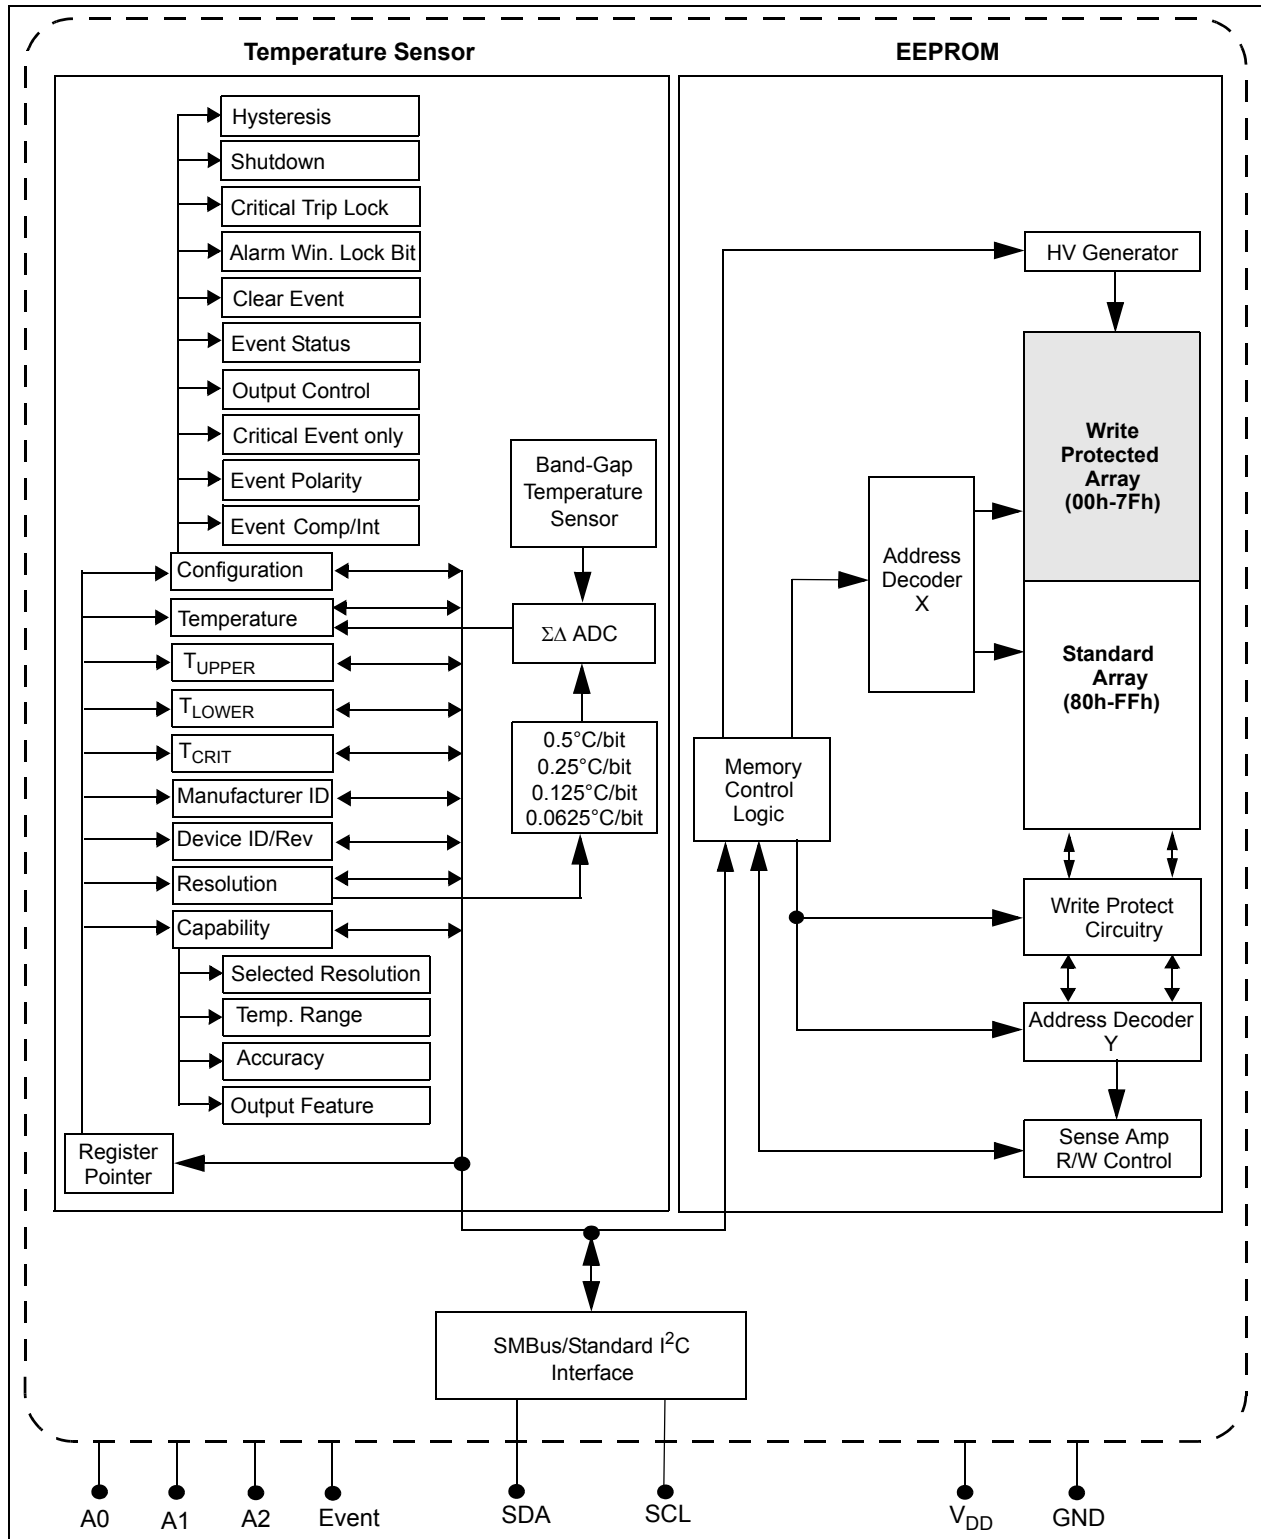 Temperature Sensor
Hysteresis
Shutdown
Critical Trip Lock
Alarm Win. Lock Bit
Clear Event
Event Status
Output Control
Critical Event only
Event Polarity
Event Comp/Int
Configuration
Temperature
T_UPPER
T_LOWER
T_CRIT
Manufacturer ID
Device ID/Rev
Resolution
Capability
Selected Resolution
Temp. Range
Accuracy
Output Feature
Register
Pointer
Band-Gap
Temperature
Sensor
ΣΔ ADC
0.5°C/bit
0.25°C/bit
0.125°C/bit
0.0625°C/bit
EEPROM
HV Generator
Write
Protected
Array
(00h-7Fh)
Address
Decoder
X
Standard
Array
(80h-FFh)
Memory
Control
Logic
Write Protect
Circuitry
Address Decoder
Y
Sense Amp
R/W Control
SMBus/Standard I²C
Interface
A0
A1
A2
Event
SDA
SCL
V_DD
GND